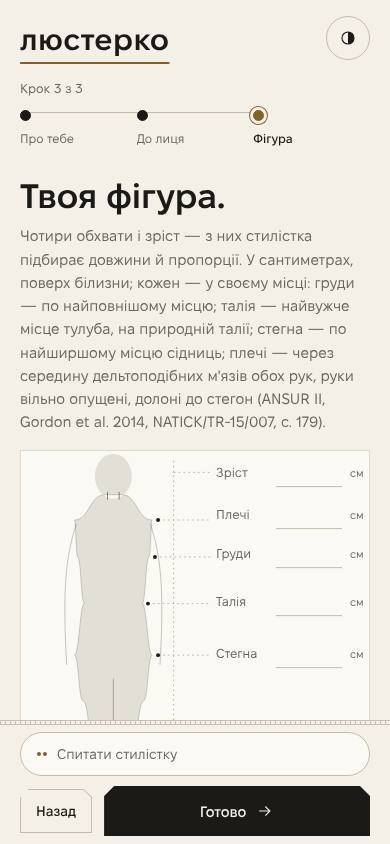 люстерко
Крок 3 з 3
Про тебе До лиця Фігура
Твоя фігура.
Чотири обхвати і зріст — з них стилістка
підбирає довжини й пропорції. У сантиметрах,
поверх білизни; кожен — у своєму місці: груди
— по найповнішому місцю; талія — найвужче
місце тулуба, на природній талії; стегна — по
найширшому місцю сідниць; плечі — через
середину дельтоподібних м'язів обох рук, руки
вільно опущені, долоні до стегон (ANSUR II,
Gordon et al. 2014, NATICK/TR-15/007, с. 179).
Зріст см
Плечі см
Груди см
Талія см
Стегна см
Спитати стилістку
Назад
Готово →